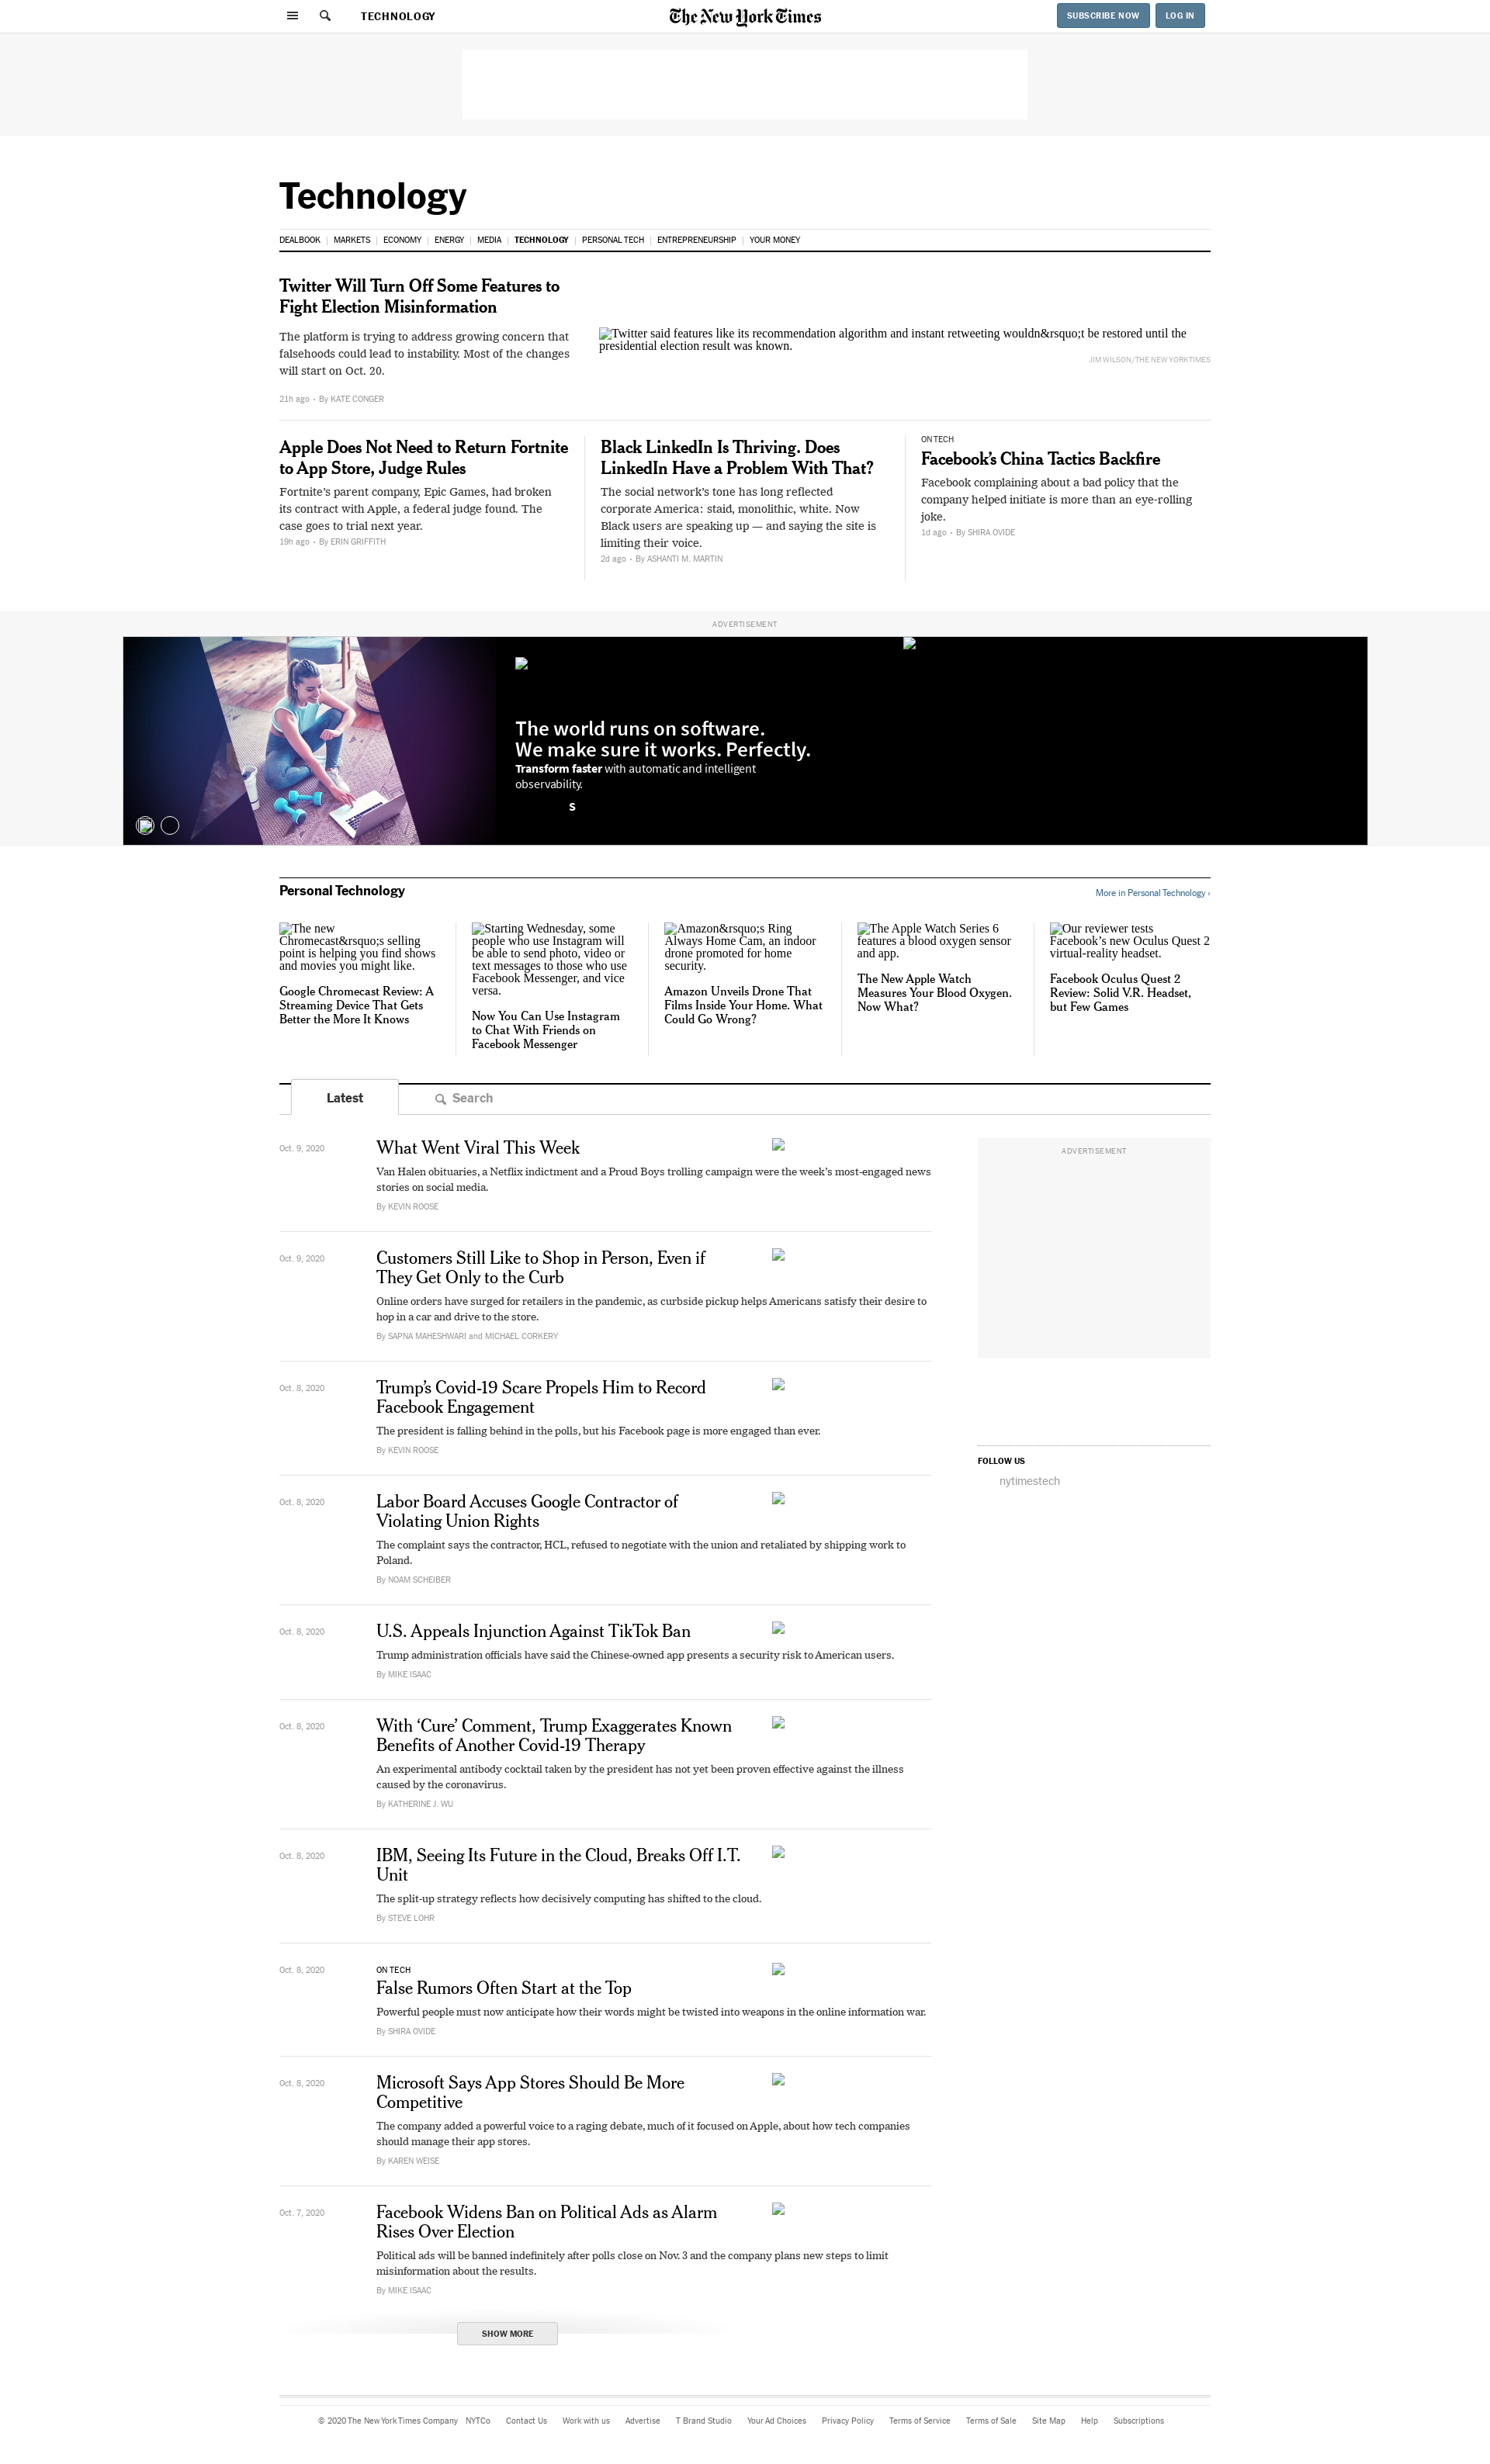 TECHNOLOGY
The New York Times
SUBSCRIBE NOW
LOG IN
Technology
DEALBOOK | MARKETS | ECONOMY | ENERGY | MEDIA | TECHNOLOGY | PERSONAL TECH | ENTREPRENEURSHIP | YOUR MONEY
Twitter Will Turn Off Some Features to
Fight Election Misinformation
The platform is trying to address growing concern that
falsehoods could lead to instability. Most of the changes
will start on Oct. 20.
21h ago • By KATE CONGER
Twitter said features like its recommendation algorithm and instant retweeting wouldn&rsquo;t be restored until the
presidential election result was known.
JIM WILSON/THE NEW YORK TIMES
Apple Does Not Need to Return Fortnite
to App Store, Judge Rules
Fortnite’s parent company, Epic Games, had broken
its contract with Apple, a federal judge found. The
case goes to trial next year.
19h ago • By ERIN GRIFFITH
Black LinkedIn Is Thriving. Does
LinkedIn Have a Problem With That?
The social network’s tone has long reflected
corporate America: staid, monolithic, white. Now
Black users are speaking up — and saying the site is
limiting their voice.
2d ago • By ASHANTI M. MARTIN
ON TECH
Facebook’s China Tactics Backfire
Facebook complaining about a bad policy that the
company helped initiate is more than an eye-rolling
joke.
1d ago • By SHIRA OVIDE
ADVERTISEMENT
The world runs on software.
We make sure it works. Perfectly.
Transform faster with automatic and intelligent
observability.
S
Personal Technology
More in Personal Technology ›
The new
Chromecast&rsquo;s selling
point is helping you find shows
and movies you might like.
Google Chromecast Review: A
Streaming Device That Gets
Better the More It Knows
Starting Wednesday, some
people who use Instagram will
be able to send photo, video or
text messages to those who use
Facebook Messenger, and vice
versa.
Now You Can Use Instagram
to Chat With Friends on
Facebook Messenger
Amazon&rsquo;s Ring
Always Home Cam, an indoor
drone promoted for home
security.
Amazon Unveils Drone That
Films Inside Your Home. What
Could Go Wrong?
The Apple Watch Series 6
features a blood oxygen sensor
and app.
The New Apple Watch
Measures Your Blood Oxygen.
Now What?
Our reviewer tests
Facebook’s new Oculus Quest 2
virtual-reality headset.
Facebook Oculus Quest 2
Review: Solid V.R. Headset,
but Few Games
Latest
Search
Oct. 9, 2020
What Went Viral This Week
Van Halen obituaries, a Netflix indictment and a Proud Boys trolling campaign were the week’s most-engaged news
stories on social media.
By KEVIN ROOSE
ADVERTISEMENT
Oct. 9, 2020
Customers Still Like to Shop in Person, Even if
They Get Only to the Curb
Online orders have surged for retailers in the pandemic, as curbside pickup helps Americans satisfy their desire to
hop in a car and drive to the store.
By SAPNA MAHESHWARI and MICHAEL CORKERY
Oct. 8, 2020
Trump’s Covid-19 Scare Propels Him to Record
Facebook Engagement
The president is falling behind in the polls, but his Facebook page is more engaged than ever.
By KEVIN ROOSE
FOLLOW US
nytimestech
Oct. 8, 2020
Labor Board Accuses Google Contractor of
Violating Union Rights
The complaint says the contractor, HCL, refused to negotiate with the union and retaliated by shipping work to
Poland.
By NOAM SCHEIBER
Oct. 8, 2020
U.S. Appeals Injunction Against TikTok Ban
Trump administration officials have said the Chinese-owned app presents a security risk to American users.
By MIKE ISAAC
Oct. 8, 2020
With ‘Cure’ Comment, Trump Exaggerates Known
Benefits of Another Covid-19 Therapy
An experimental antibody cocktail taken by the president has not yet been proven effective against the illness
caused by the coronavirus.
By KATHERINE J. WU
Oct. 8, 2020
IBM, Seeing Its Future in the Cloud, Breaks Off I.T.
Unit
The split-up strategy reflects how decisively computing has shifted to the cloud.
By STEVE LOHR
Oct. 8, 2020
ON TECH
False Rumors Often Start at the Top
Powerful people must now anticipate how their words might be twisted into weapons in the online information war.
By SHIRA OVIDE
Oct. 8, 2020
Microsoft Says App Stores Should Be More
Competitive
The company added a powerful voice to a raging debate, much of it focused on Apple, about how tech companies
should manage their app stores.
By KAREN WEISE
Oct. 7, 2020
Facebook Widens Ban on Political Ads as Alarm
Rises Over Election
Political ads will be banned indefinitely after polls close on Nov. 3 and the company plans new steps to limit
misinformation about the results.
By MIKE ISAAC
SHOW MORE
© 2020 The New York Times Company NYTCo Contact Us Work with us Advertise T Brand Studio Your Ad Choices Privacy Policy Terms of Service Terms of Sale Site Map Help Subscriptions